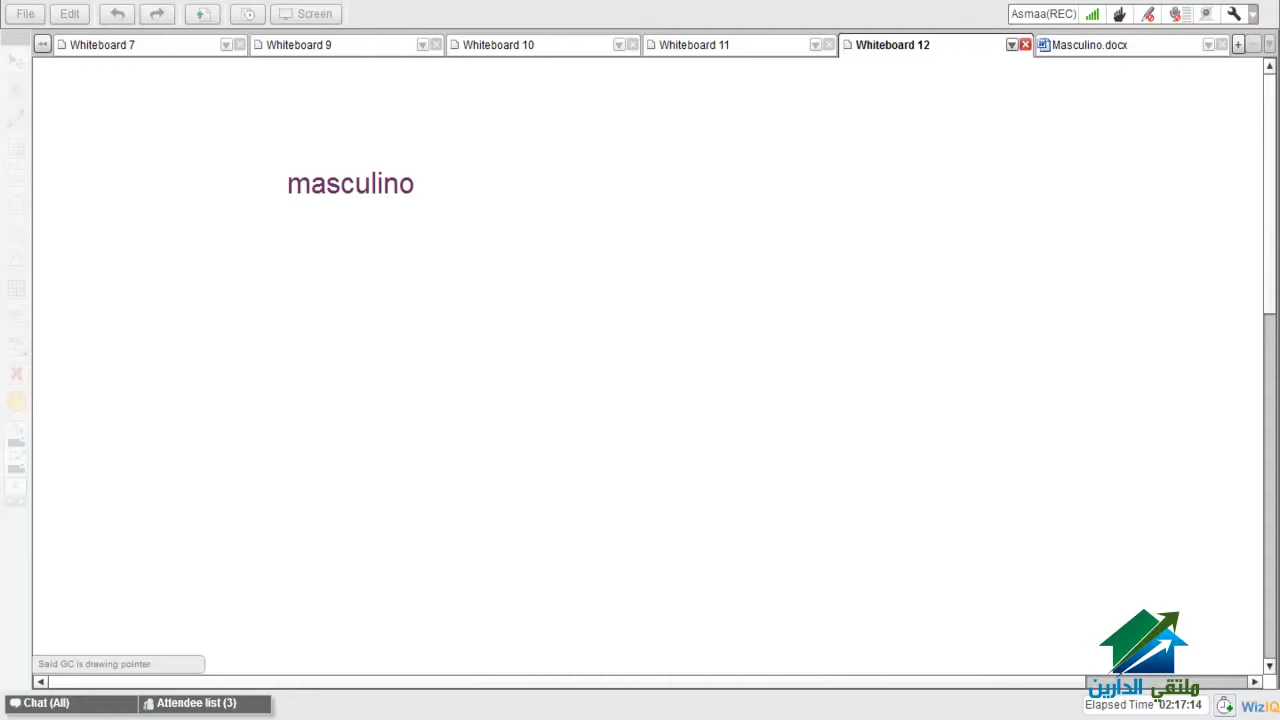 File Edit Screen Asmaa(REC)
<< Whiteboard 7 Whiteboard 9 Whiteboard 10 Whiteboard 11 Whiteboard 12 Masculino.docx +
masculino
Said GC is drawing pointer
ملتقي الدارين
Chat (All) Attendee list (3) Elapsed Time 02:17:14 WizIQ